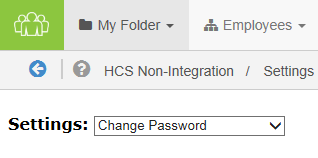 My Folder Employees
HCS Non-Integration / Settings
Settings: Change Password